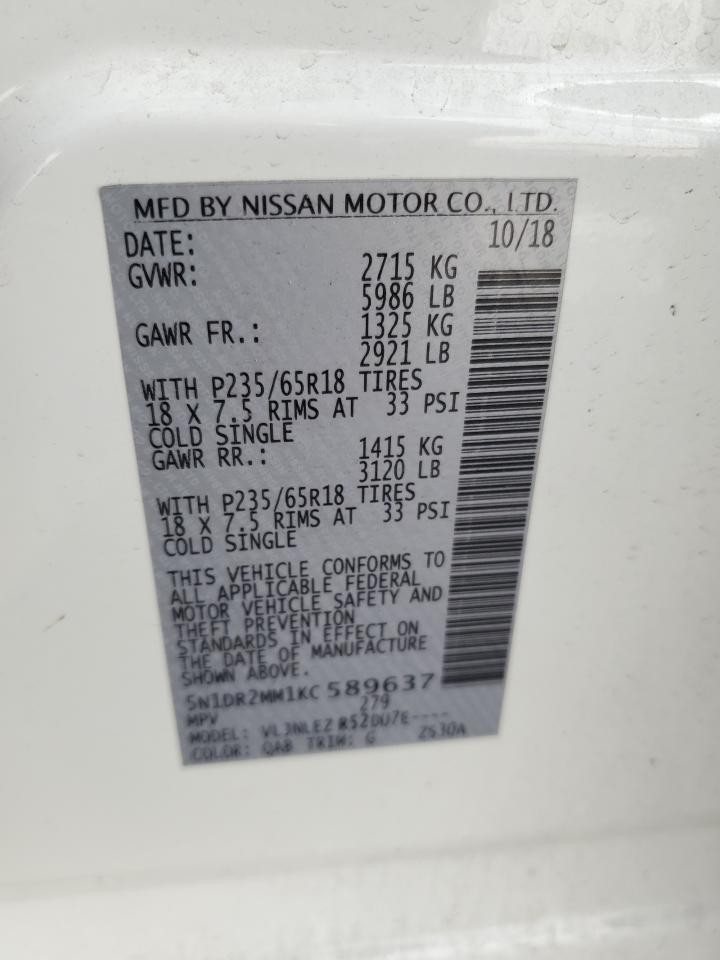 MFD BY NISSAN MOTOR CO., LTD.
DATE: 10/18
GVWR: 2715 KG
5986 LB
GAWR FR.: 1325 KG
2921 LB
WITH P235/65R18 TIRES
18 X 7.5 RIMS AT 33 PSI
COLD SINGLE
GAWR RR.: 1415 KG
3120 LB
WITH P235/65R18 TIRES
18 X 7.5 RIMS AT 33 PSI
COLD SINGLE
THIS VEHICLE CONFORMS TO
ALL APPLICABLE FEDERAL
MOTOR VEHICLE SAFETY AND
THEFT PREVENTION
STANDARDS IN EFFECT ON
THE DATE OF MANUFACTURE
SHOWN ABOVE.
5N1DR2MM1KC589637
MPV 279
MODEL:
COLOR: QAB TRIM: G